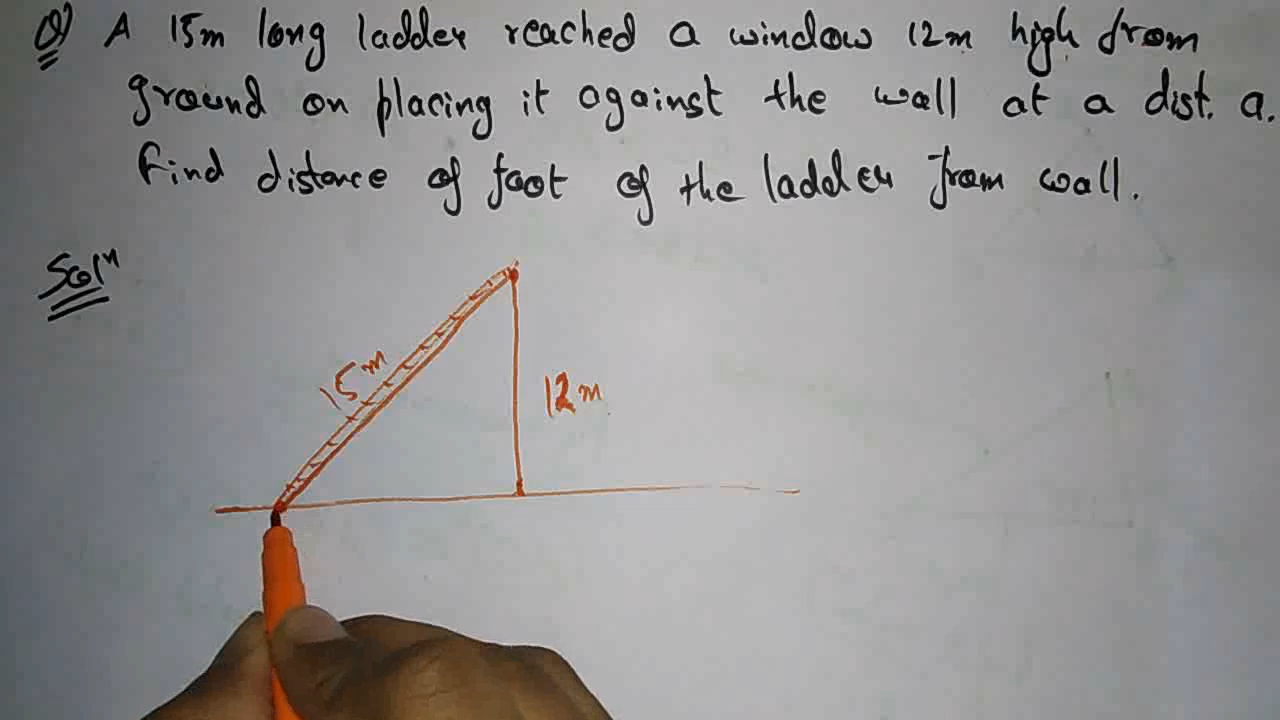 Q) A 15m long ladder reached a window 12m high from
ground on placing it against the wall at a dist. a.
Find distance of foot of the ladder from wall.
Solⁿ
15m
12m